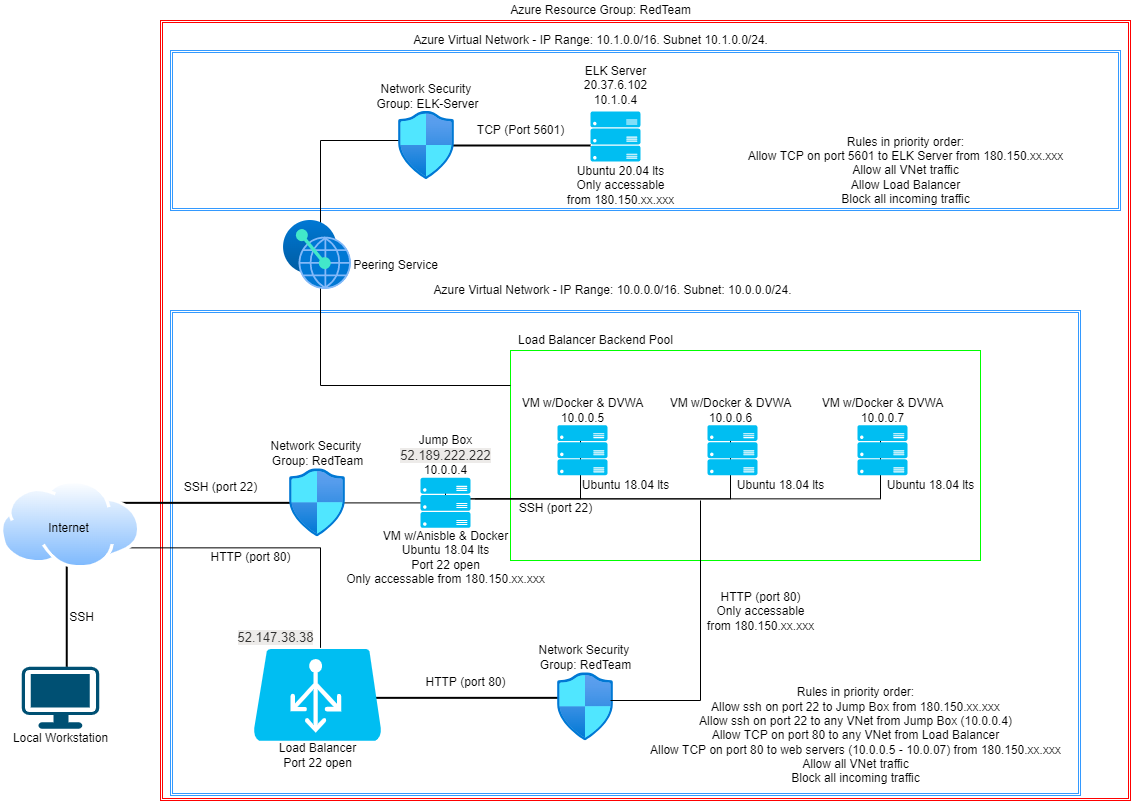 Azure Resource Group: RedTeam
Azure Virtual Network - IP Range: 10.1.0.0/16. Subnet 10.1.0.0/24.
ELK Server
20.37.6.102
10.1.0.4
Network Security
Group: ELK-Server
TCP (Port 5601)
Ubuntu 20.04 lts
Only accessable
from 180.150.xx.xxx
Rules in priority order:
Allow TCP on port 5601 to ELK Server from 180.150.xx.xxx
Allow all VNet traffic
Allow Load Balancer
Block all incoming traffic
Peering Service
Azure Virtual Network - IP Range: 10.0.0.0/16. Subnet: 10.0.0.0/24.
Load Balancer Backend Pool
VM w/Docker & DVWA
10.0.0.5
Ubuntu 18.04 lts
VM w/Docker & DVWA
10.0.0.6
Ubuntu 18.04 lts
VM w/Docker & DVWA
10.0.0.7
Ubuntu 18.04 lts
Network Security
Group: RedTeam
Jump Box
52.189.222.222
10.0.0.4
SSH (port 22)
SSH (port 22)
VM w/Anisble & Docker
Ubuntu 18.04 lts
Port 22 open
Only accessable from 180.150.xx.xxx
Internet
HTTP (port 80)
SSH
Local Workstation
52.147.38.38
Load Balancer
Port 22 open
HTTP (port 80)
Network Security
Group: RedTeam
HTTP (port 80)
Only accessable
from 180.150.xx.xxx
Rules in priority order:
Allow ssh on port 22 to Jump Box from 180.150.xx.xxx
Allow ssh on port 22 to any VNet from Jump Box (10.0.0.4)
Allow TCP on port 80 to any VNet from Load Balancer
Allow TCP on port 80 to web servers (10.0.0.5 - 10.0.07) from 180.150.xx.xxx
Allow all VNet traffic
Block all incoming traffic